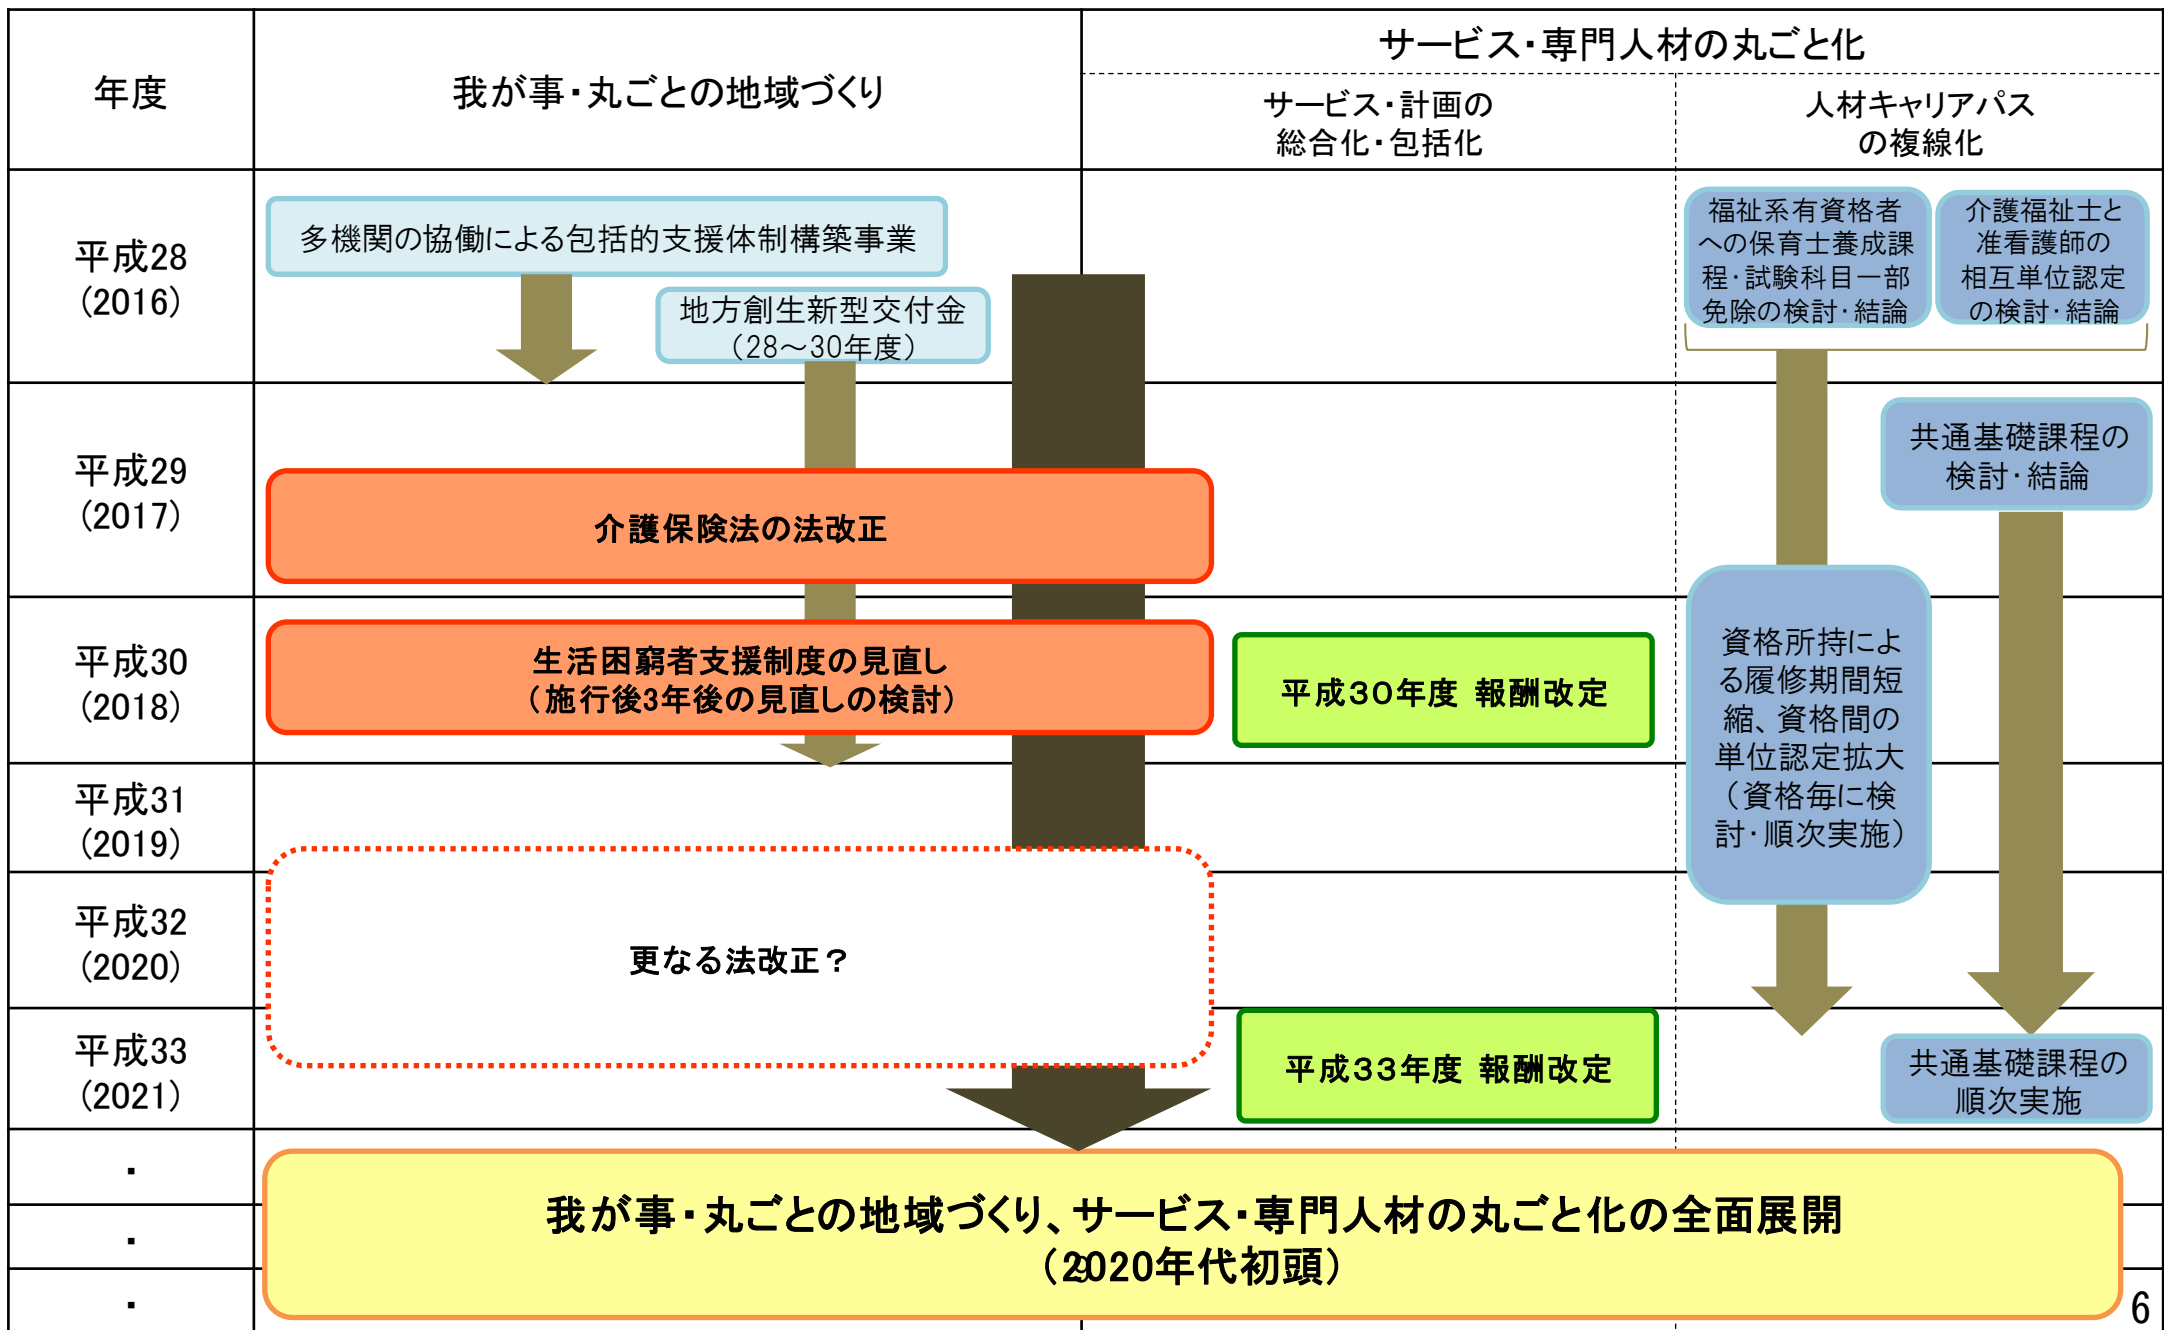 年度
我が事・丸ごとの地域づくり
サービス・専門人材の丸ごと化
サービス・計画の
総合化・包括化
人材キャリアパス
の複線化
平成28
(2016)
多機関の協働による包括的支援体制構築事業
地方創生新型交付金
(28~30年度)
福祉系有資格者
への保育士養成課
程・試験科目一部
免除の検討・結論
介護福祉士と
准看護師の
相互単位認定
の検討・結論
平成29
(2017)
介護保険法の法改正
共通基礎課程の
検討・結論
平成30
(2018)
生活困窮者支援制度の見直し
(施行後3年後の見直しの検討)
平成30年度 報酬改定
資格所持によ
る履修期間短
縮、資格間の
単位認定拡大
(資格毎に検
討・順次実施)
平成31
(2019)
平成32
(2020)
更なる法改正?
平成33
(2021)
平成33年度 報酬改定
共通基礎課程の
順次実施
・
・
・
我が事・丸ごとの地域づくり、サービス・専門人材の丸ごと化の全面展開
(2020年代初頭)
6